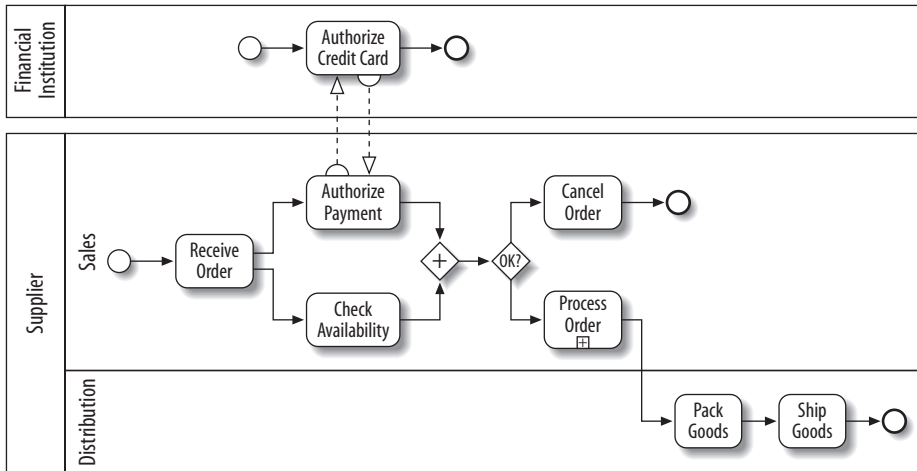 Financial
Institution
Authorize
Credit Card
Supplier
Sales
Receive
Order
Authorize
Payment
Check
Availability
+
OK?
Cancel
Order
Process
Order
+
Distribution
Pack
Goods
Ship
Goods